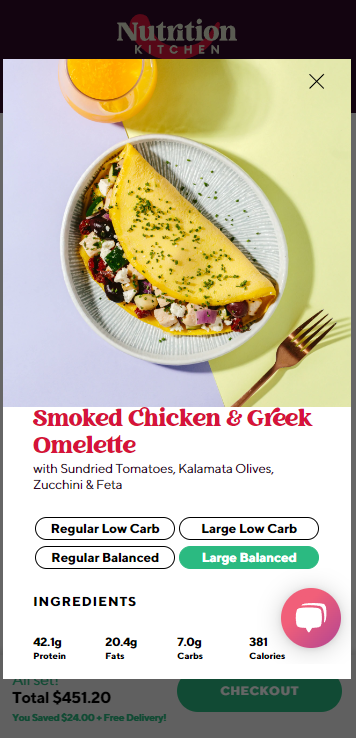 Nutrition
KITCHEN
Smoked Chicken & Greek
Omelette
with Sundried Tomatoes, Kalamata Olives,
Zucchini & Feta
Regular Low Carb
Large Low Carb
Regular Balanced
Large Balanced
INGREDIENTS
42.1g
20.4g
7.0g
381
Protein
Fats
Carbs
Calories
All set!
Total $451.20
CHECKOUT
You Saved $24.00 + Free Delivery!